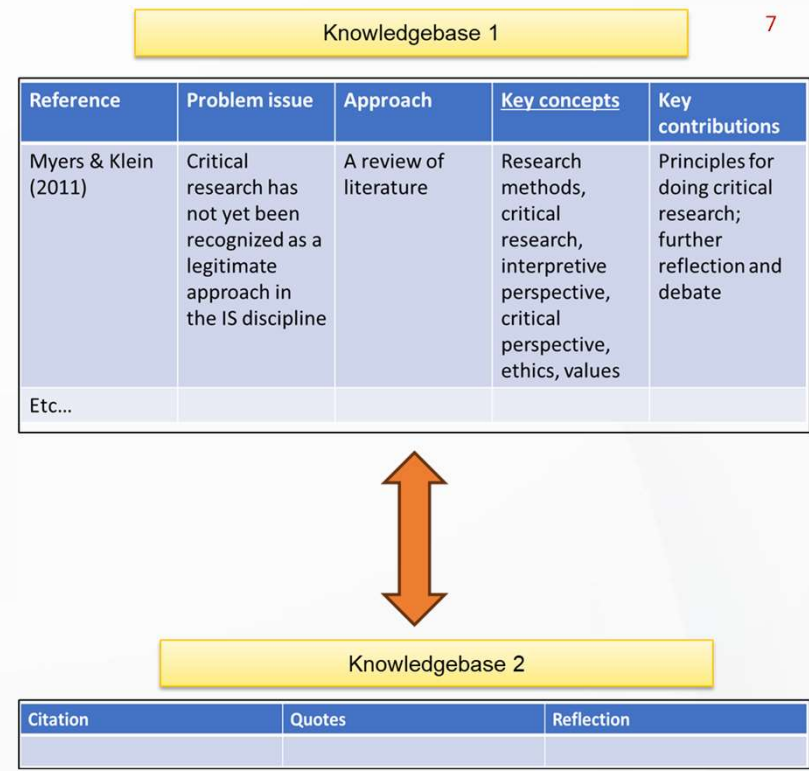 Knowledgebase 1
7
Reference
Problem issue
Approach
Key concepts
Key
contributions
Myers & Klein
(2011)
Critical
research has
not yet been
recognized as a
legitimate
approach in
the IS discipline
A review of
literature
Research
methods,
critical
research,
interpretive
perspective,
critical
perspective,
ethics, values
Principles for
doing critical
research;
further
reflection and
debate
Etc...
Knowledgebase 2
Citation
Quotes
Reflection